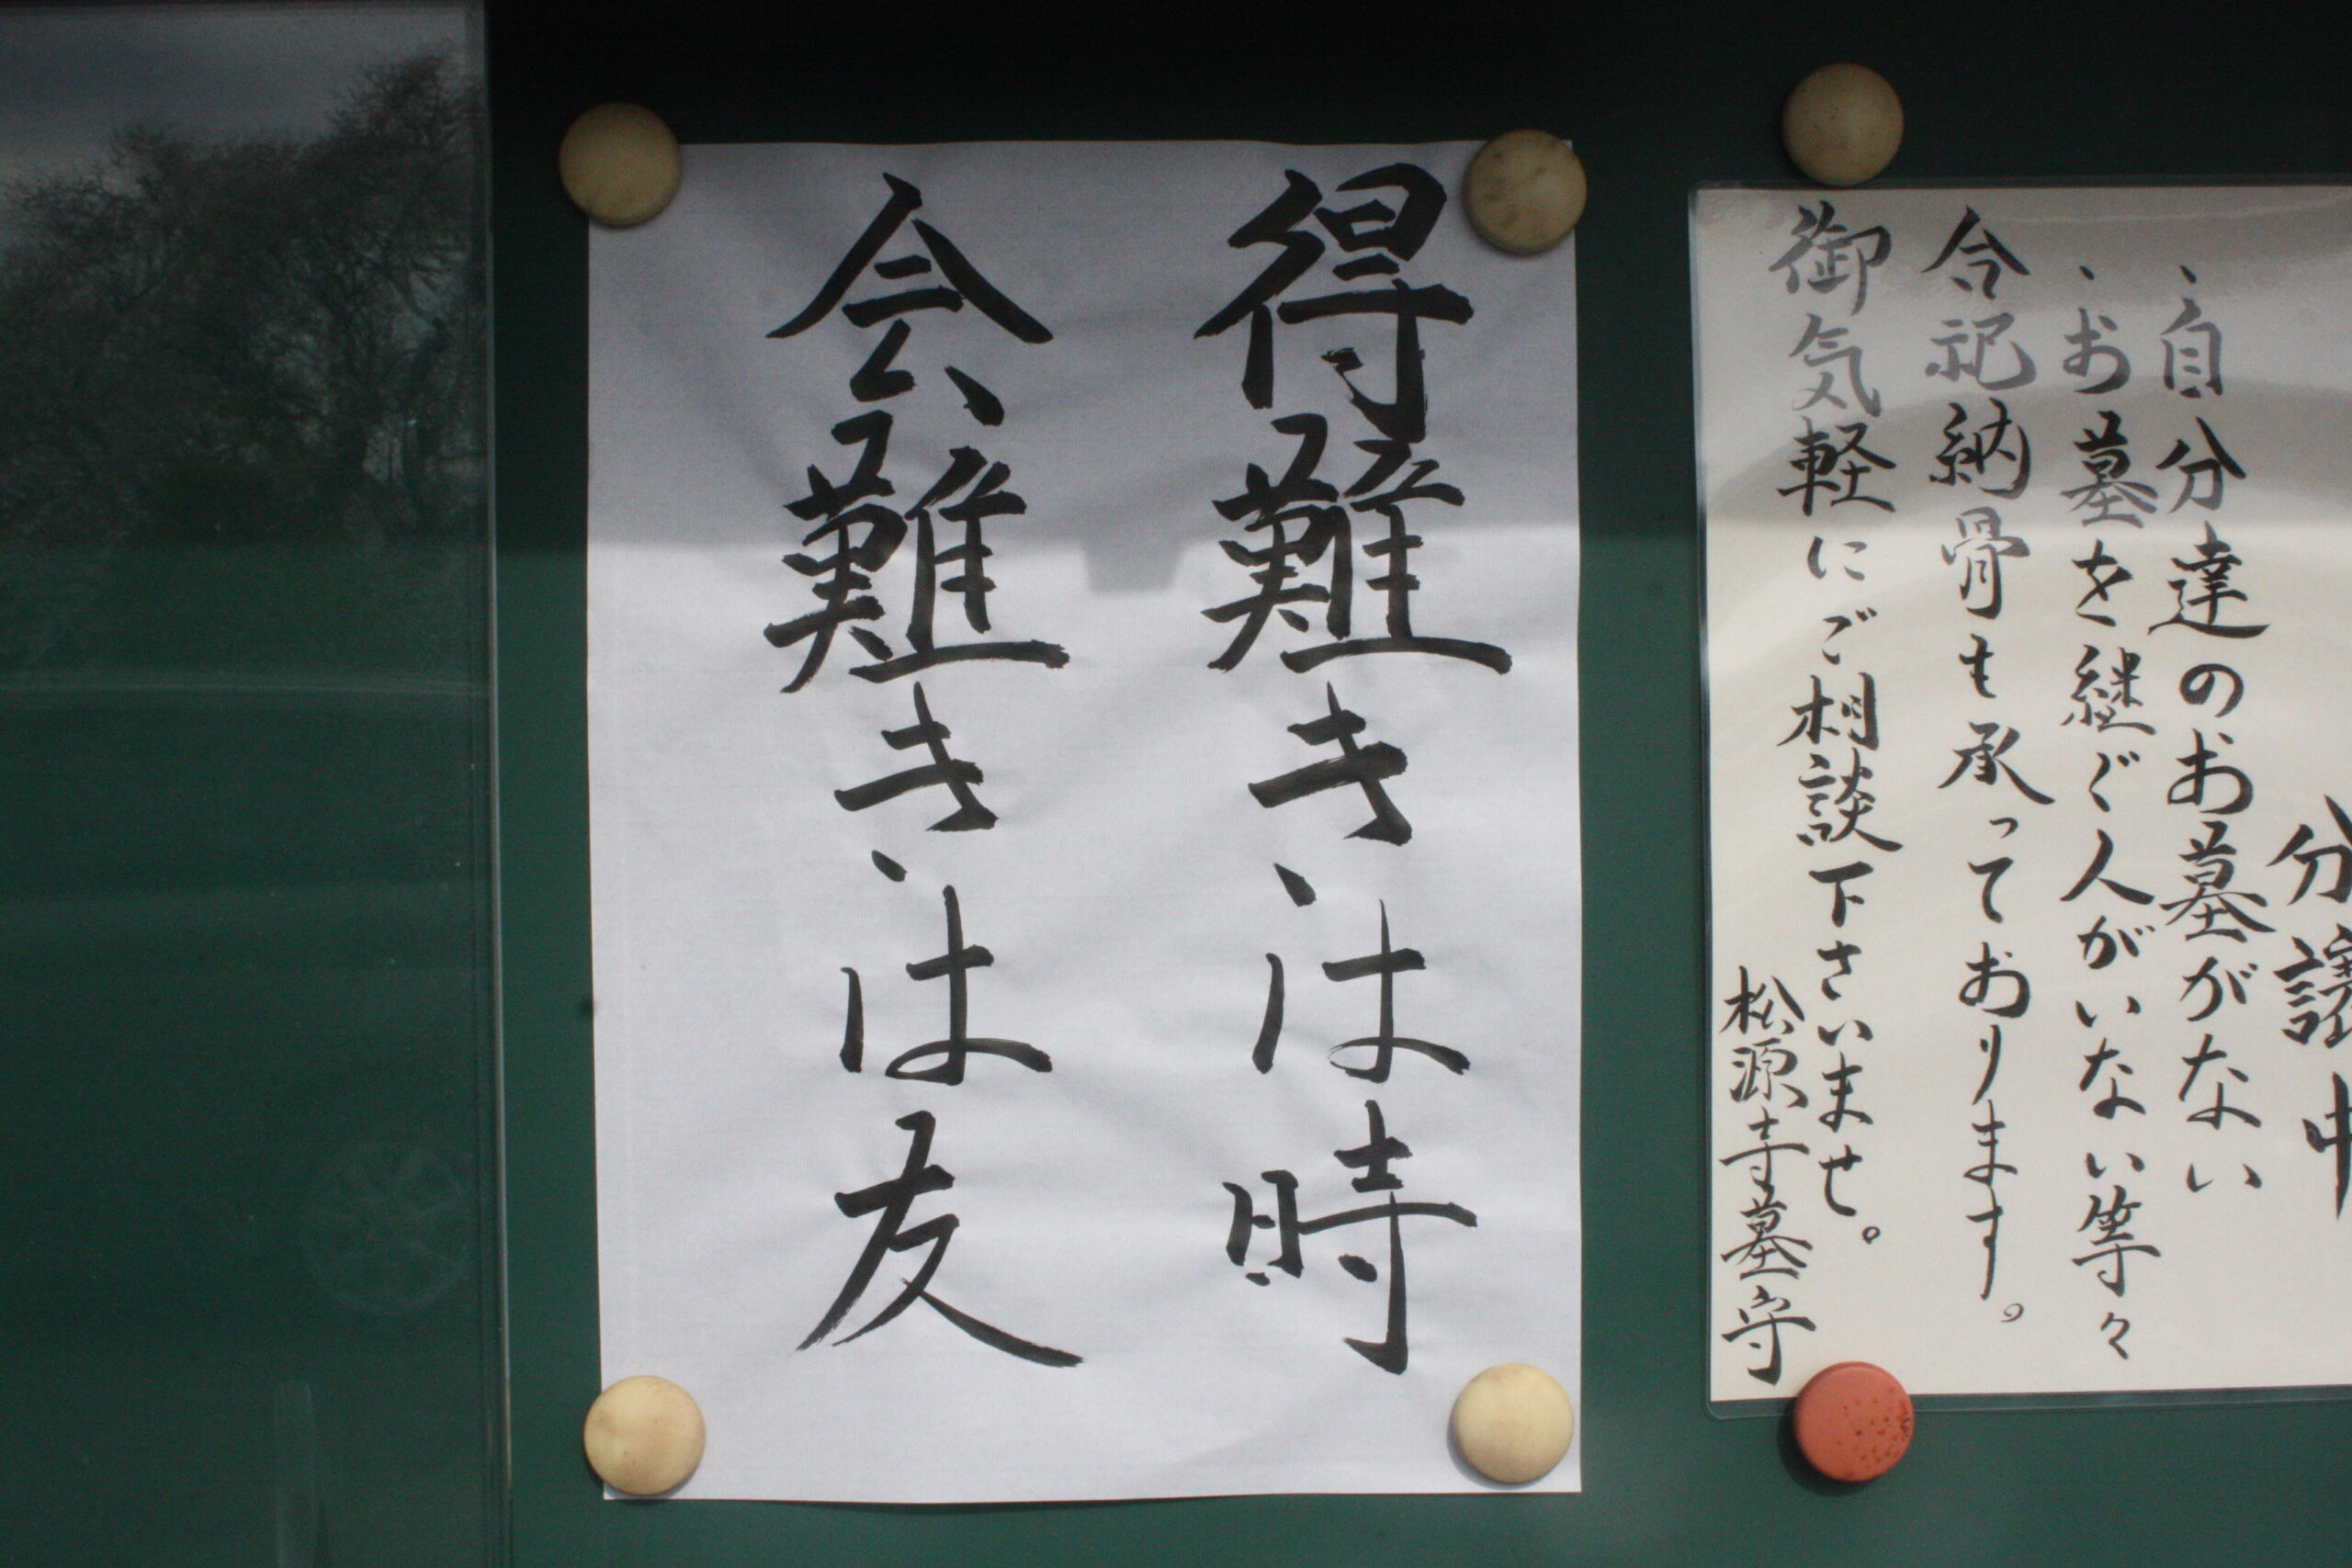 分譲中
、自分達のお墓がない
、お墓を継ぐ人がいない等々
合祀納骨も承っております。
御気軽にご相談下さいませ。
松源寺墓守
得難き、は時
会難き、は友